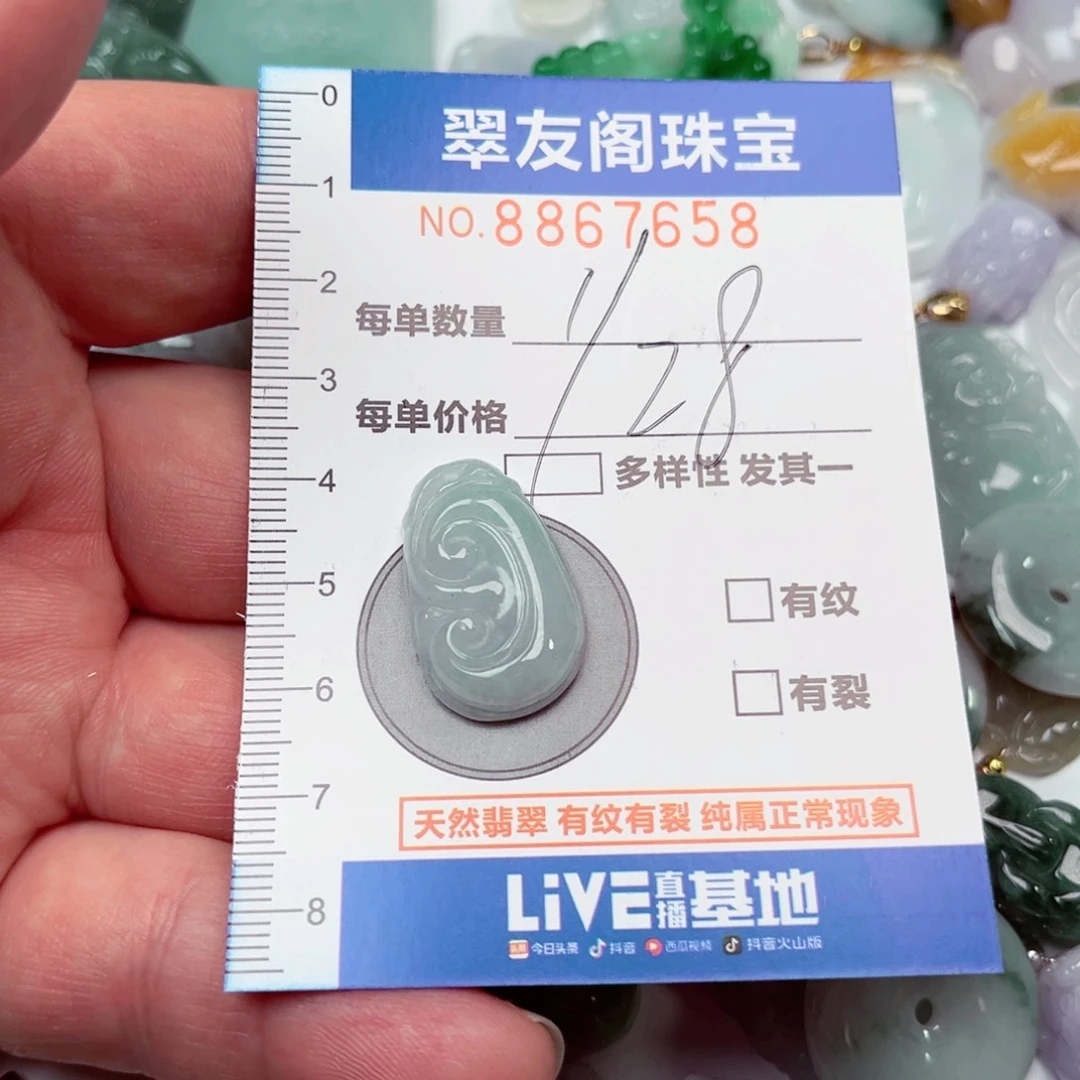 0
翠友阁珠宝
1
NO.8867658
2
每单数量 1
3
每单价格 128
4
多样性 发其一
5
有纹
6
有裂
7
天然翡翠 有纹有裂 纯属正常现象
8
LiVE直播基地
头条 今日头条 抖音 西瓜视频 抖音火山版